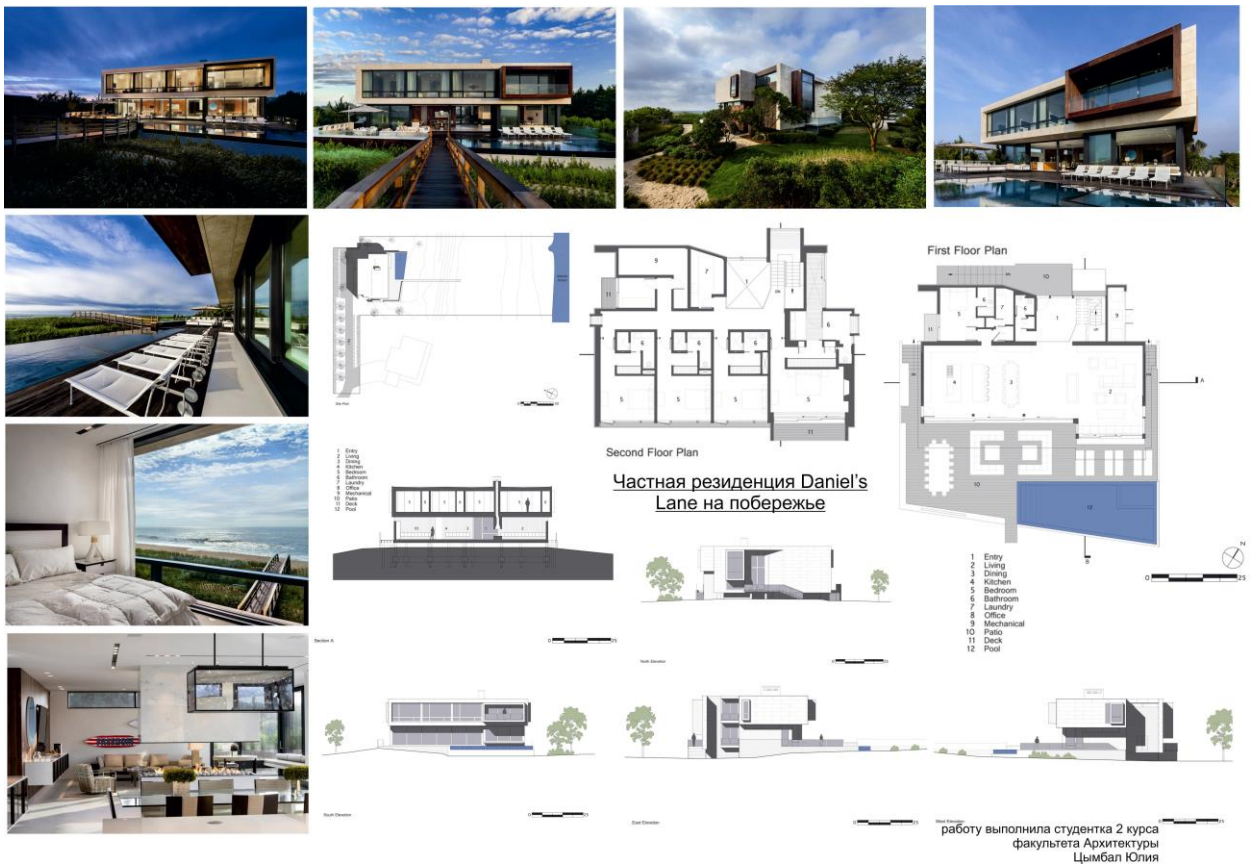 First Floor Plan
Second Floor Plan
Частная резиденция Daniel's
Lane на побережье
1 Entry
2 Living
3 Dining
4 Kitchen
5 Bedroom
6 Bathroom
7 Laundry
8 Office
9 Mechanical
10 Patio
11 Deck
12 Pool
1 Entry
2 Living
3 Dining
4 Kitchen
5 Bedroom
6 Bathroom
7 Laundry
8 Office
9 Mechanical
10 Patio
11 Deck
12 Pool
A
B
N
0 25
Section A
North Elevation
South Elevation
East Elevation
West Elevation
работу выполнила студентка 2 курса
факультета Архитектуры
Цымбал Юлия